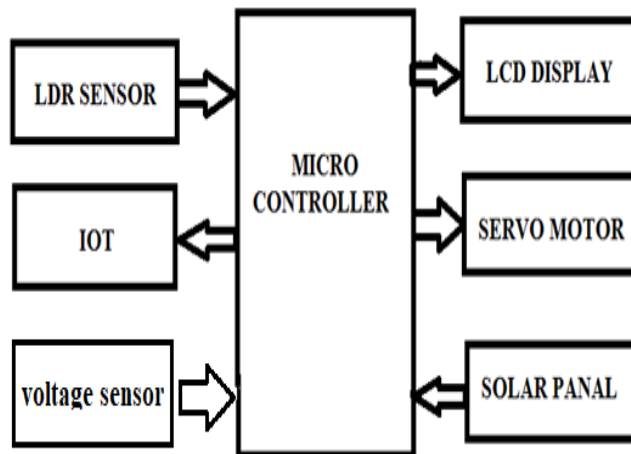 LDR SENSOR
IOT
voltage sensor
MICRO
CONTROLLER
LCD DISPLAY
SERVO MOTOR
SOLAR PANAL